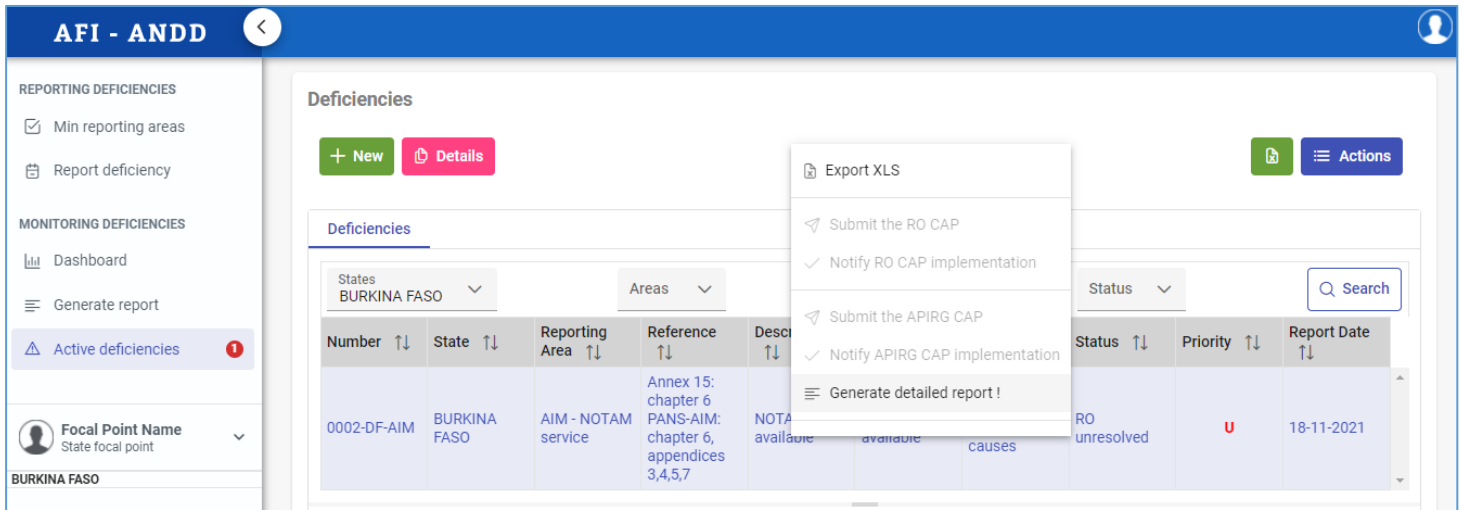 AFI - ANDD
REPORTING DEFICIENCIES
Min reporting areas
Report deficiency
MONITORING DEFICIENCIES
Dashboard
Generate report
Active deficiencies 1
Focal Point Name
State focal point
BURKINA FASO
Deficiencies
New Details
Actions
Export XLS
Submit the RO CAP
Notify RO CAP implementation
Submit the APIRG CAP
Notify APIRG CAP implementation
Generate detailed report !
Deficiencies
States
BURKINA FASO
Areas
Status
Search
Number
State
Reporting
Area
Reference
Descr
Status
Priority
Report Date
0002-DF-AIM
BURKINA
FASO
AIM - NOTAM
service
Annex 15:
chapter 6
PANS-AIM:
chapter 6,
appendices
3,4,5,7
NOTA
available
available
causes
RO
unresolved
U
18-11-2021